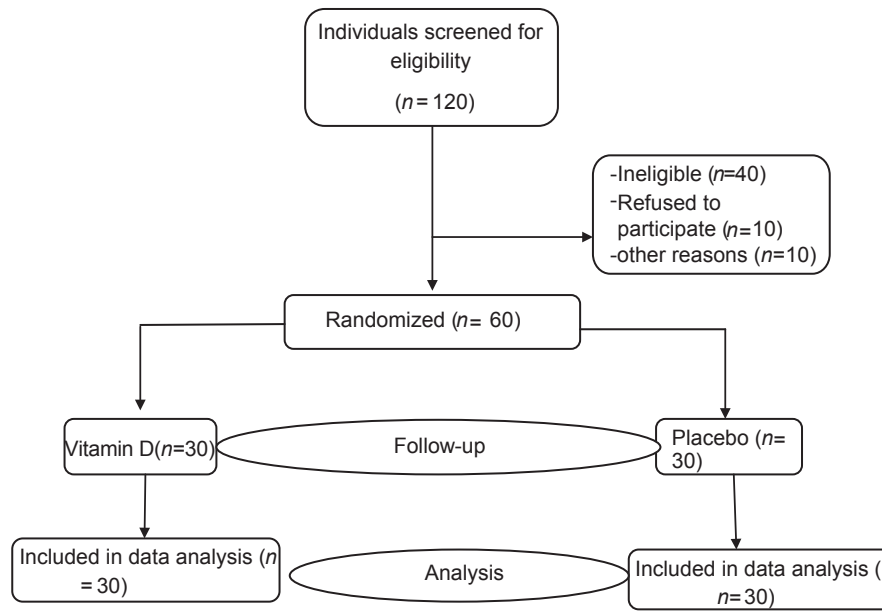 Individuals screened for
eligibility
(n = 120)
-Ineligible (n=40)
-Refused to
participate (n=10)
-other reasons (n=10)
Randomized (n= 60)
Vitamin D(n=30)
Follow-up
Placebo (n=
30)
Included in data analysis (n
= 30)
Analysis
Included in data analysis (
n=30)